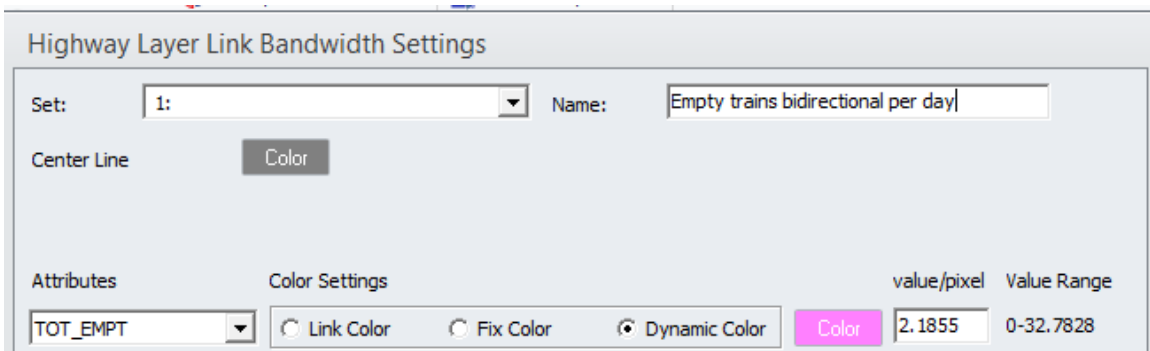 Highway Layer Link Bandwidth Settings
Set: 1: Name: Empty trains bidirectional per day
Center Line Color
Attributes Color Settings value/pixel Value Range
TOT_EMPT Link Color Fix Color Dynamic Color Color 2.1855 0-32.7828